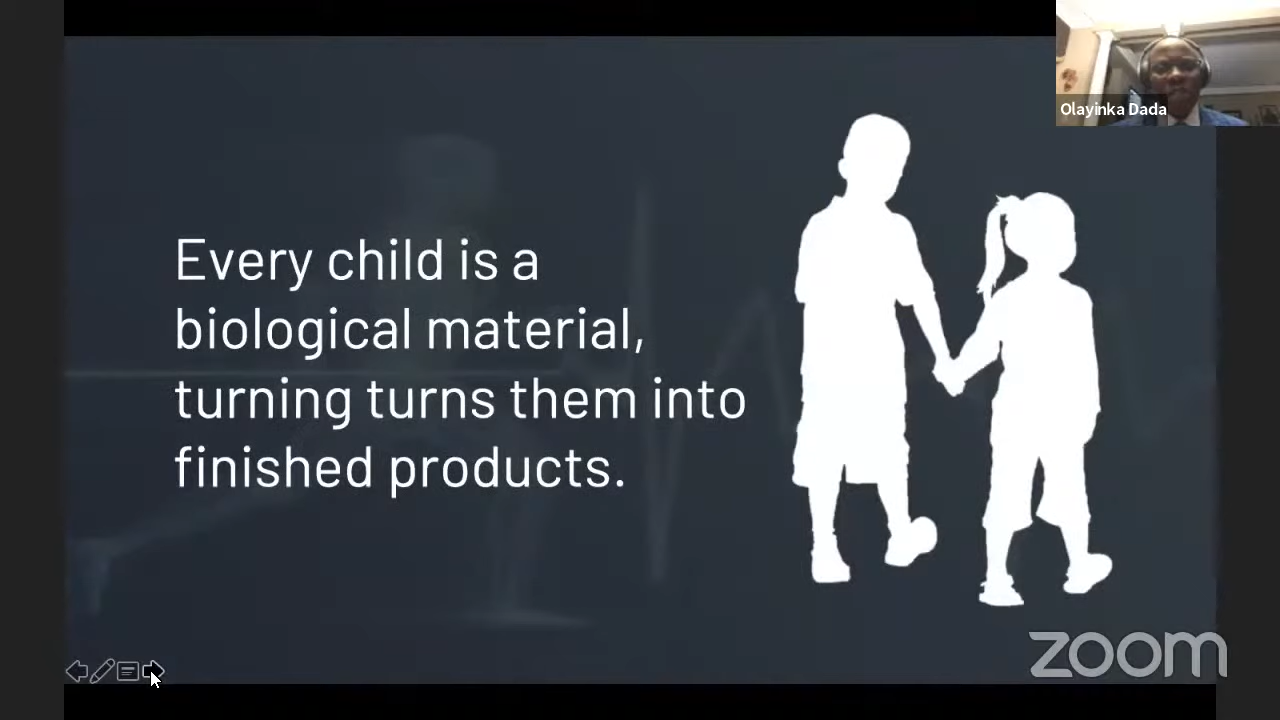 Olayinka Dada
Every child is a
biological material,
turning turns them into
finished products.
zoom